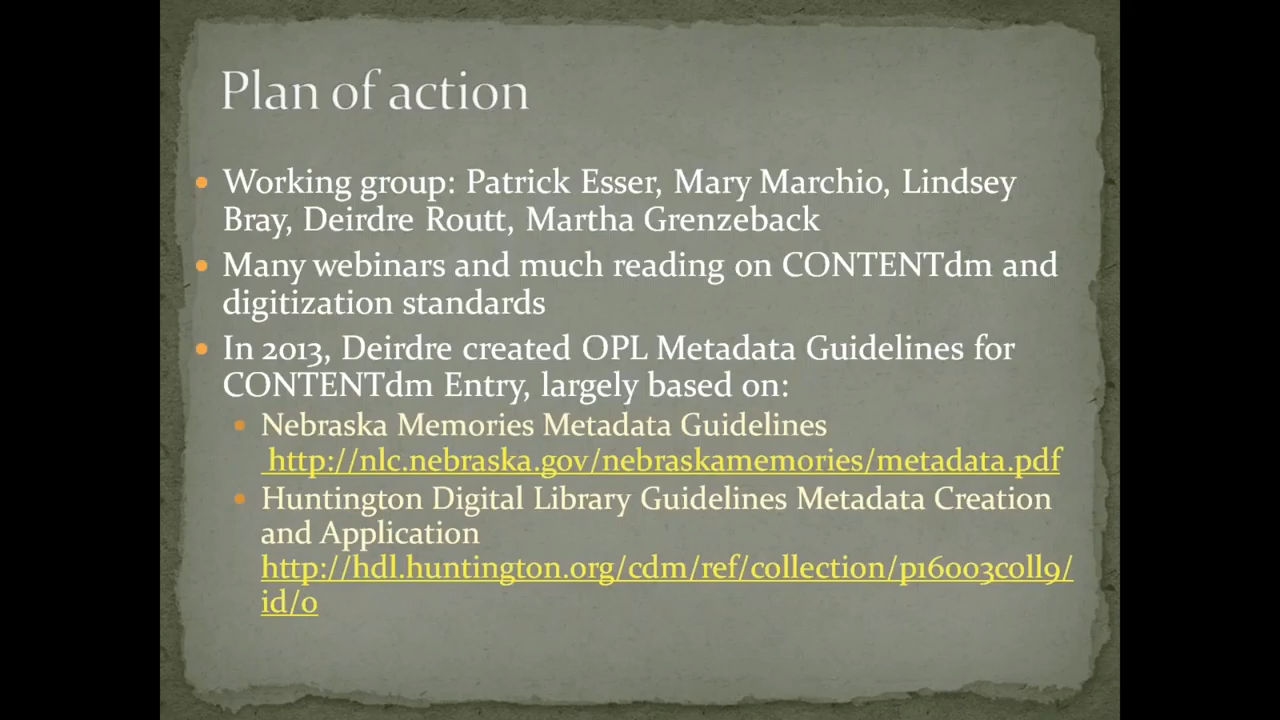 Plan of action
• Working group: Patrick Esser, Mary Marchio, Lindsey
Bray, Deirdre Routt, Martha Grenzeback
• Many webinars and much reading on CONTENTdm and
digitization standards
• In 2013, Deirdre created OPL Metadata Guidelines for
CONTENTdm Entry, largely based on:
• Nebraska Memories Metadata Guidelines
http://nlc.nebraska.gov/nebraskamemories/metadata.pdf
• Huntington Digital Library Guidelines Metadata Creation
and Application
http://hdl.huntington.org/cdm/ref/collection/p16003coll9/
id/0